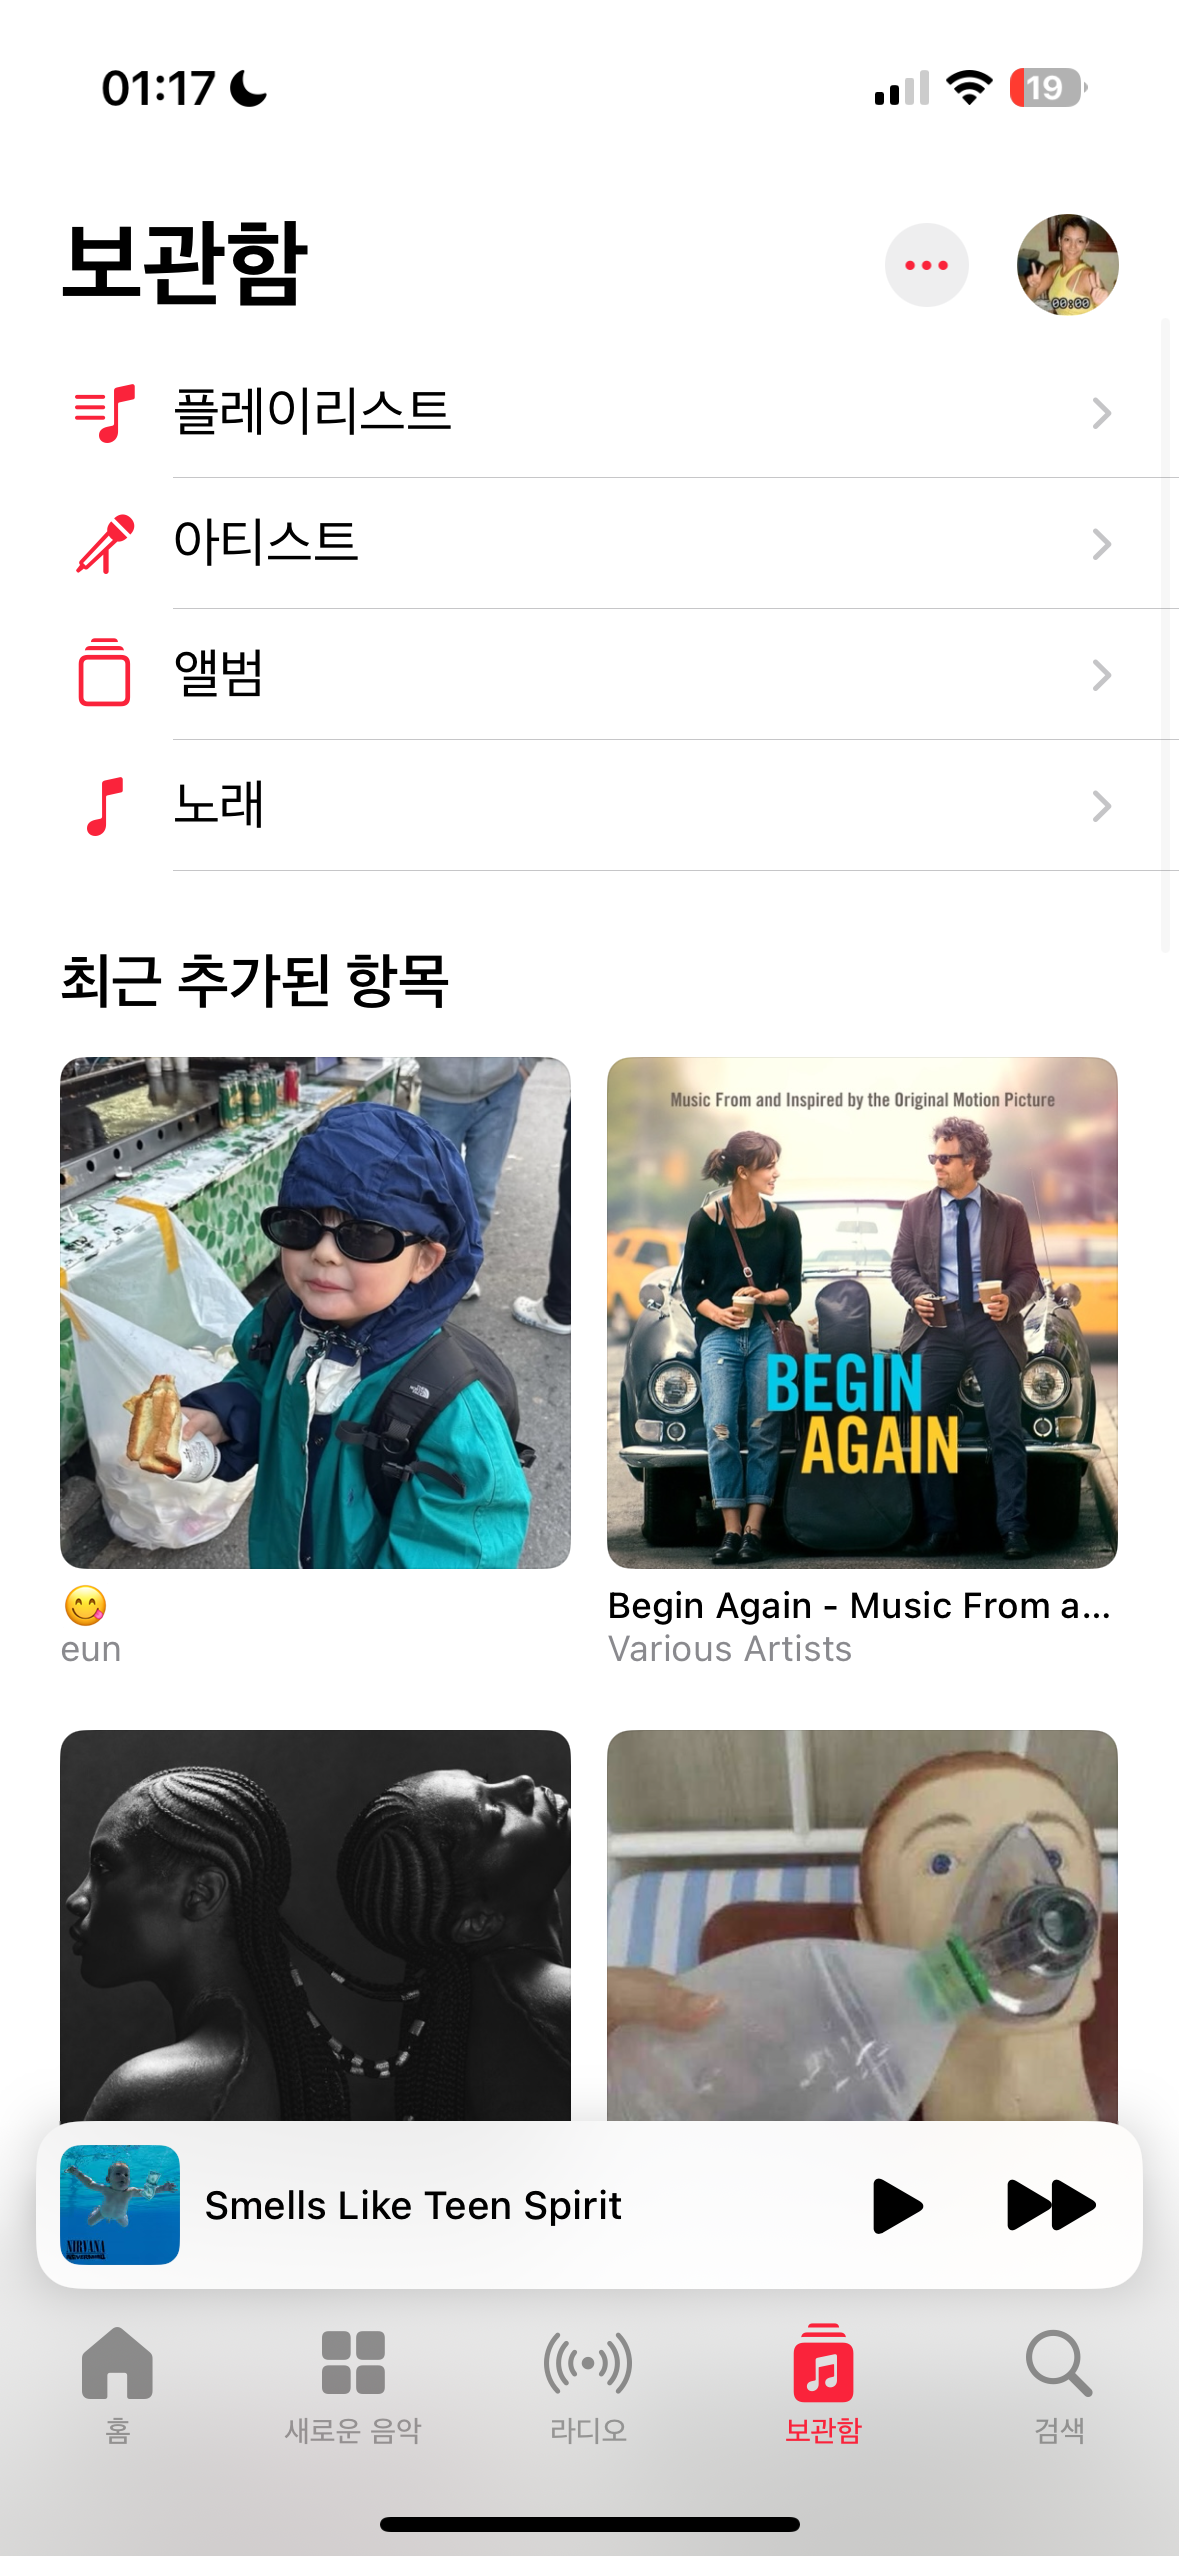 01:17
19
보관함
00:00
플레이리스트
아티스트
앨범
노래
최근 추가된 항목
Music From and Inspired by the Original Motion Picture
BEGIN
AGAIN
😋
eun
Begin Again - Music From a...
Various Artists
NIRVANA
Smells Like Teen Spirit
홈
새로운 음악
라디오
보관함
검색